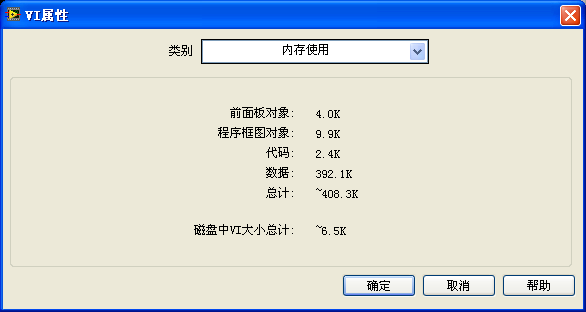 VI属性
类别 内存使用
前面板对象: 4.0K
程序框图对象: 9.9K
代码: 2.4K
数据: 392.1K
总计: ~408.3K
磁盘中VI大小总计: ~6.5K
确定 取消 帮助